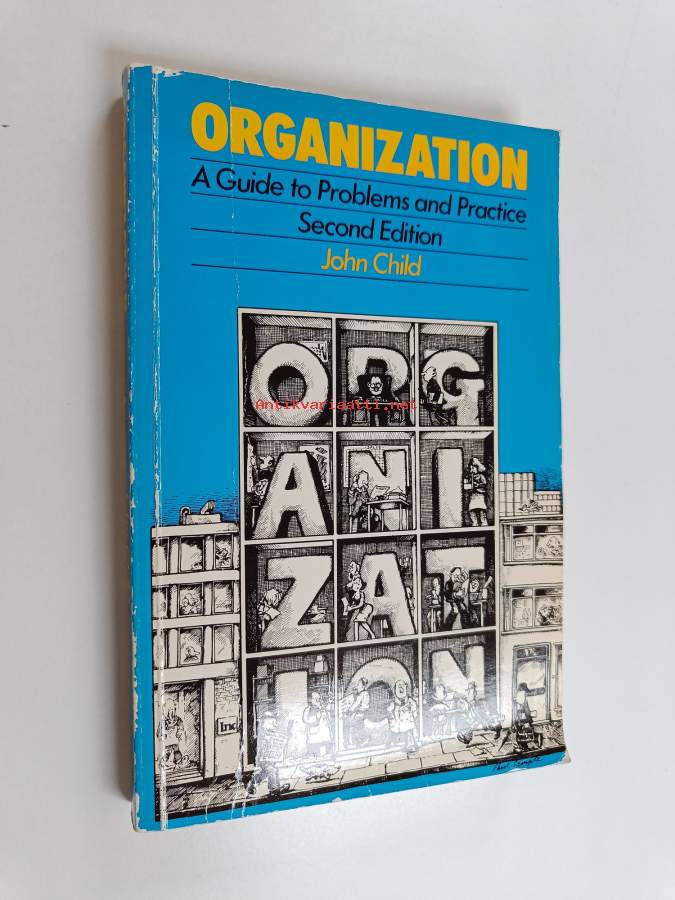 ORGANIZATION
A Guide to Problems and Practice
Second Edition
John Child
ORG
Antikvariaatti.net
ANI
ZAT
ION